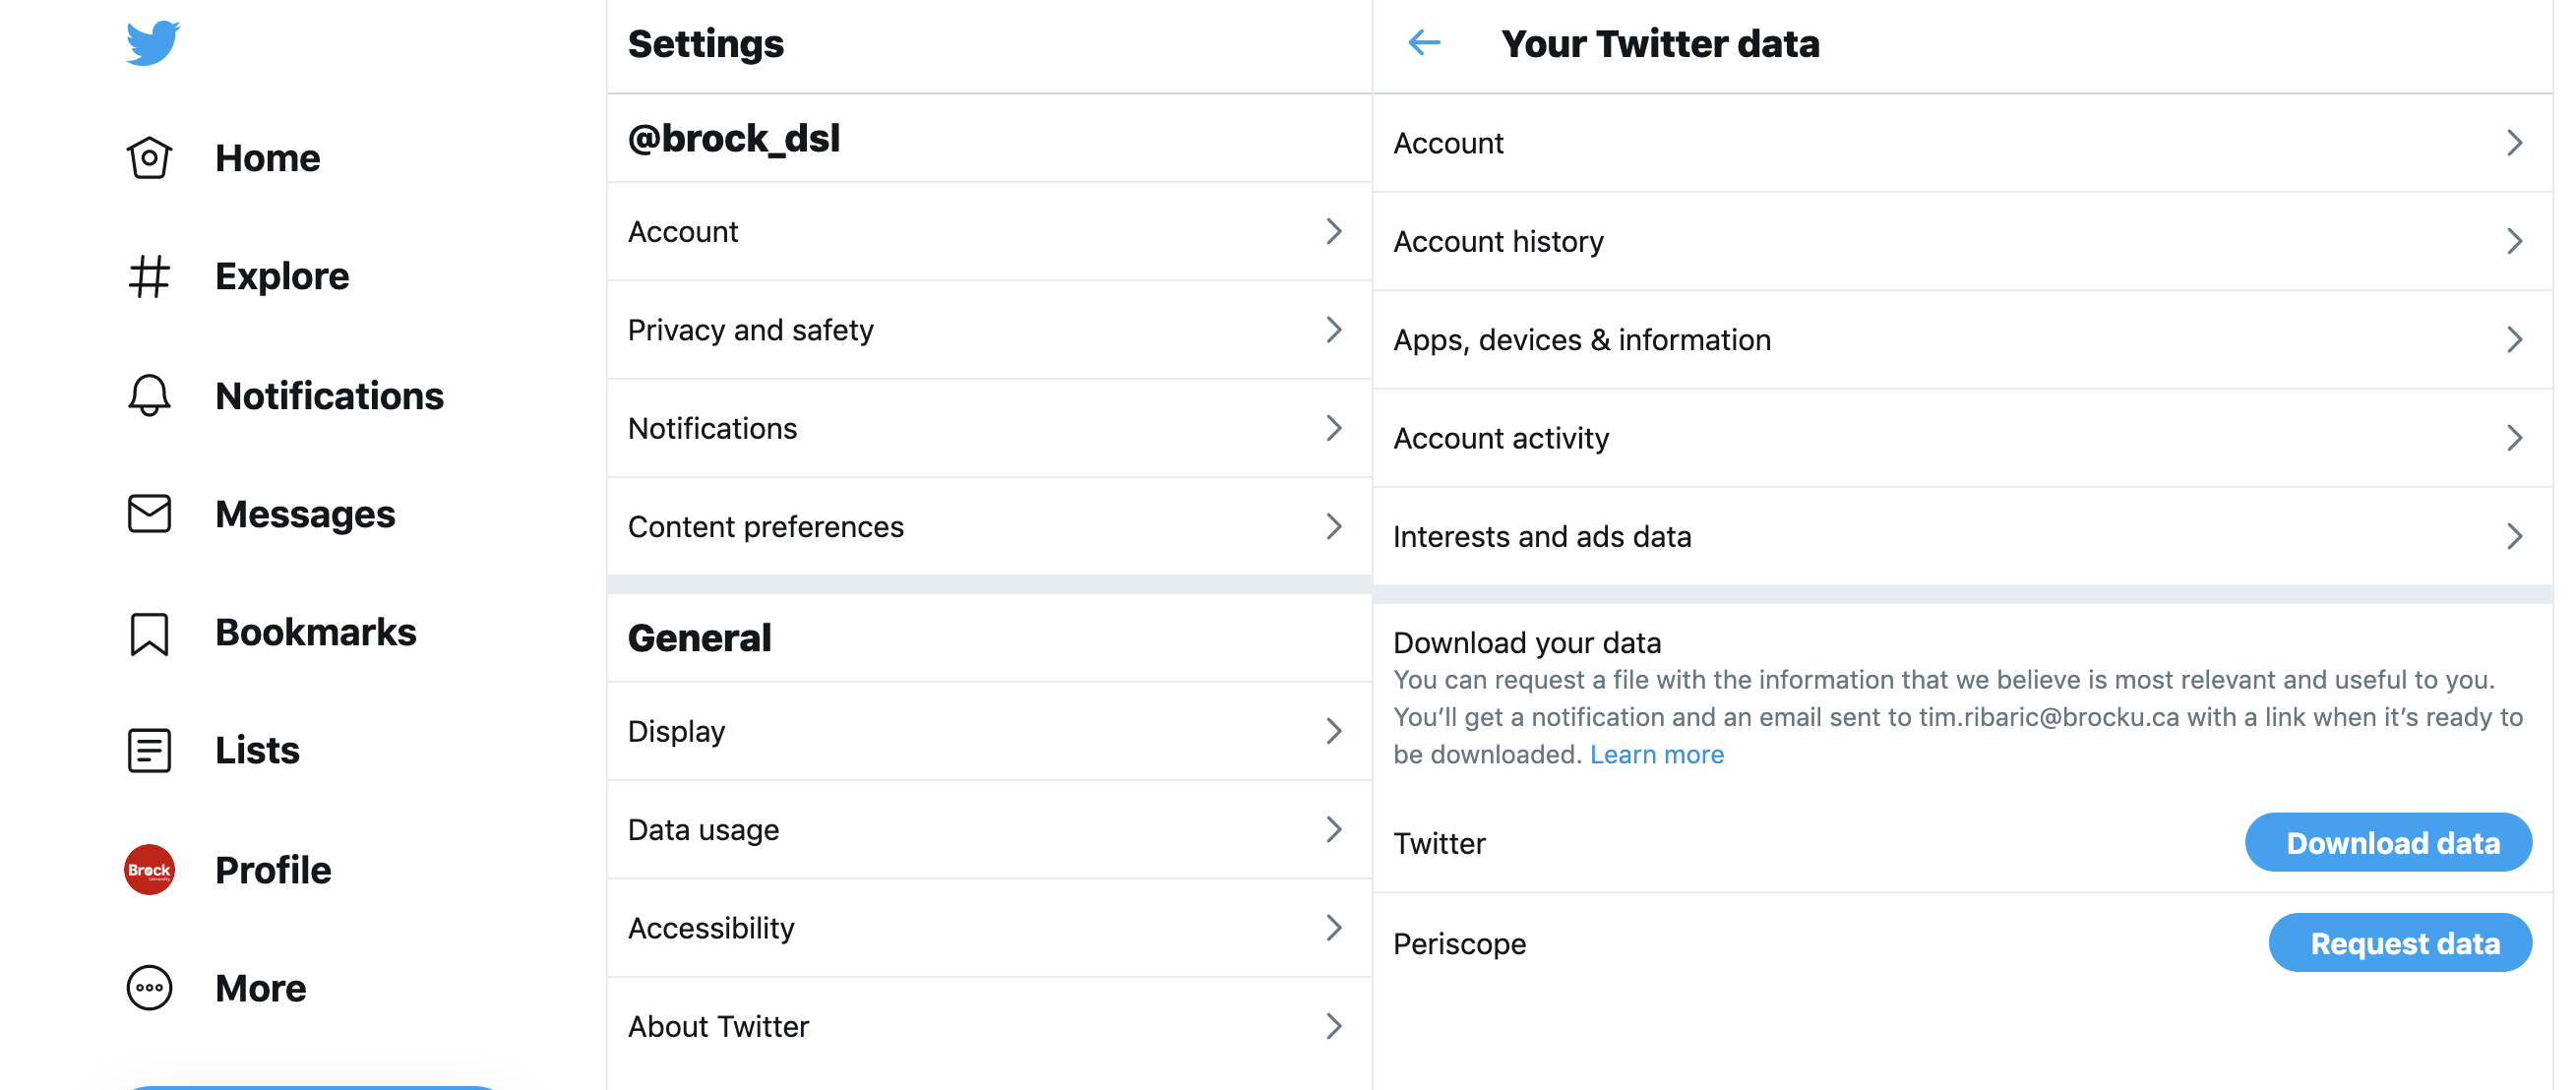 Home
Explore
Notifications
Messages
Bookmarks
Lists
Brock
Profile
More
Settings
@brock_dsl
Account
Privacy and safety
Notifications
Content preferences
General
Display
Data usage
Accessibility
About Twitter
Your Twitter data
Account
Account history
Apps, devices & information
Account activity
Interests and ads data
Download your data
You can request a file with the information that we believe is most relevant and useful to you.
You’ll get a notification and an email sent to tim.ribaric@brocku.ca with a link when it’s ready to
be downloaded. Learn more
Twitter
Download data
Periscope
Request data